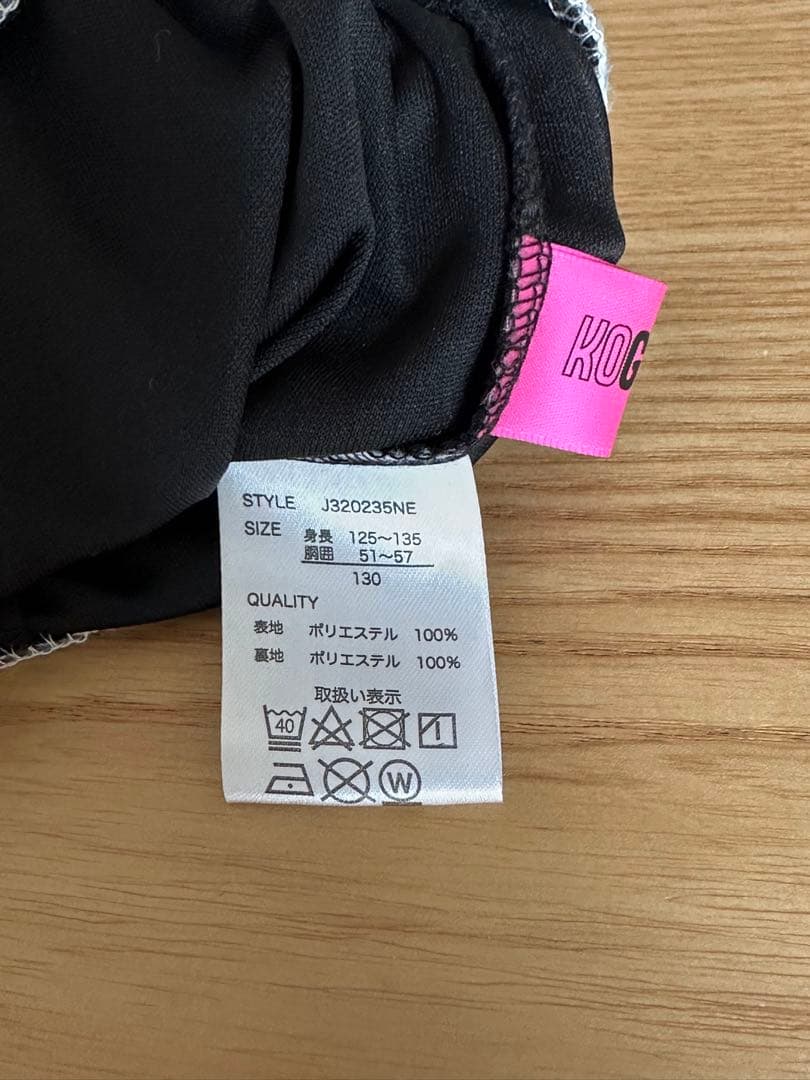 KOG
STYLE J320235NE
SIZE 身長 125〜135
胴囲 51〜57
130
QUALITY
表地 ポリエステル 100%
裏地 ポリエステル 100%
取扱い表示
40
W